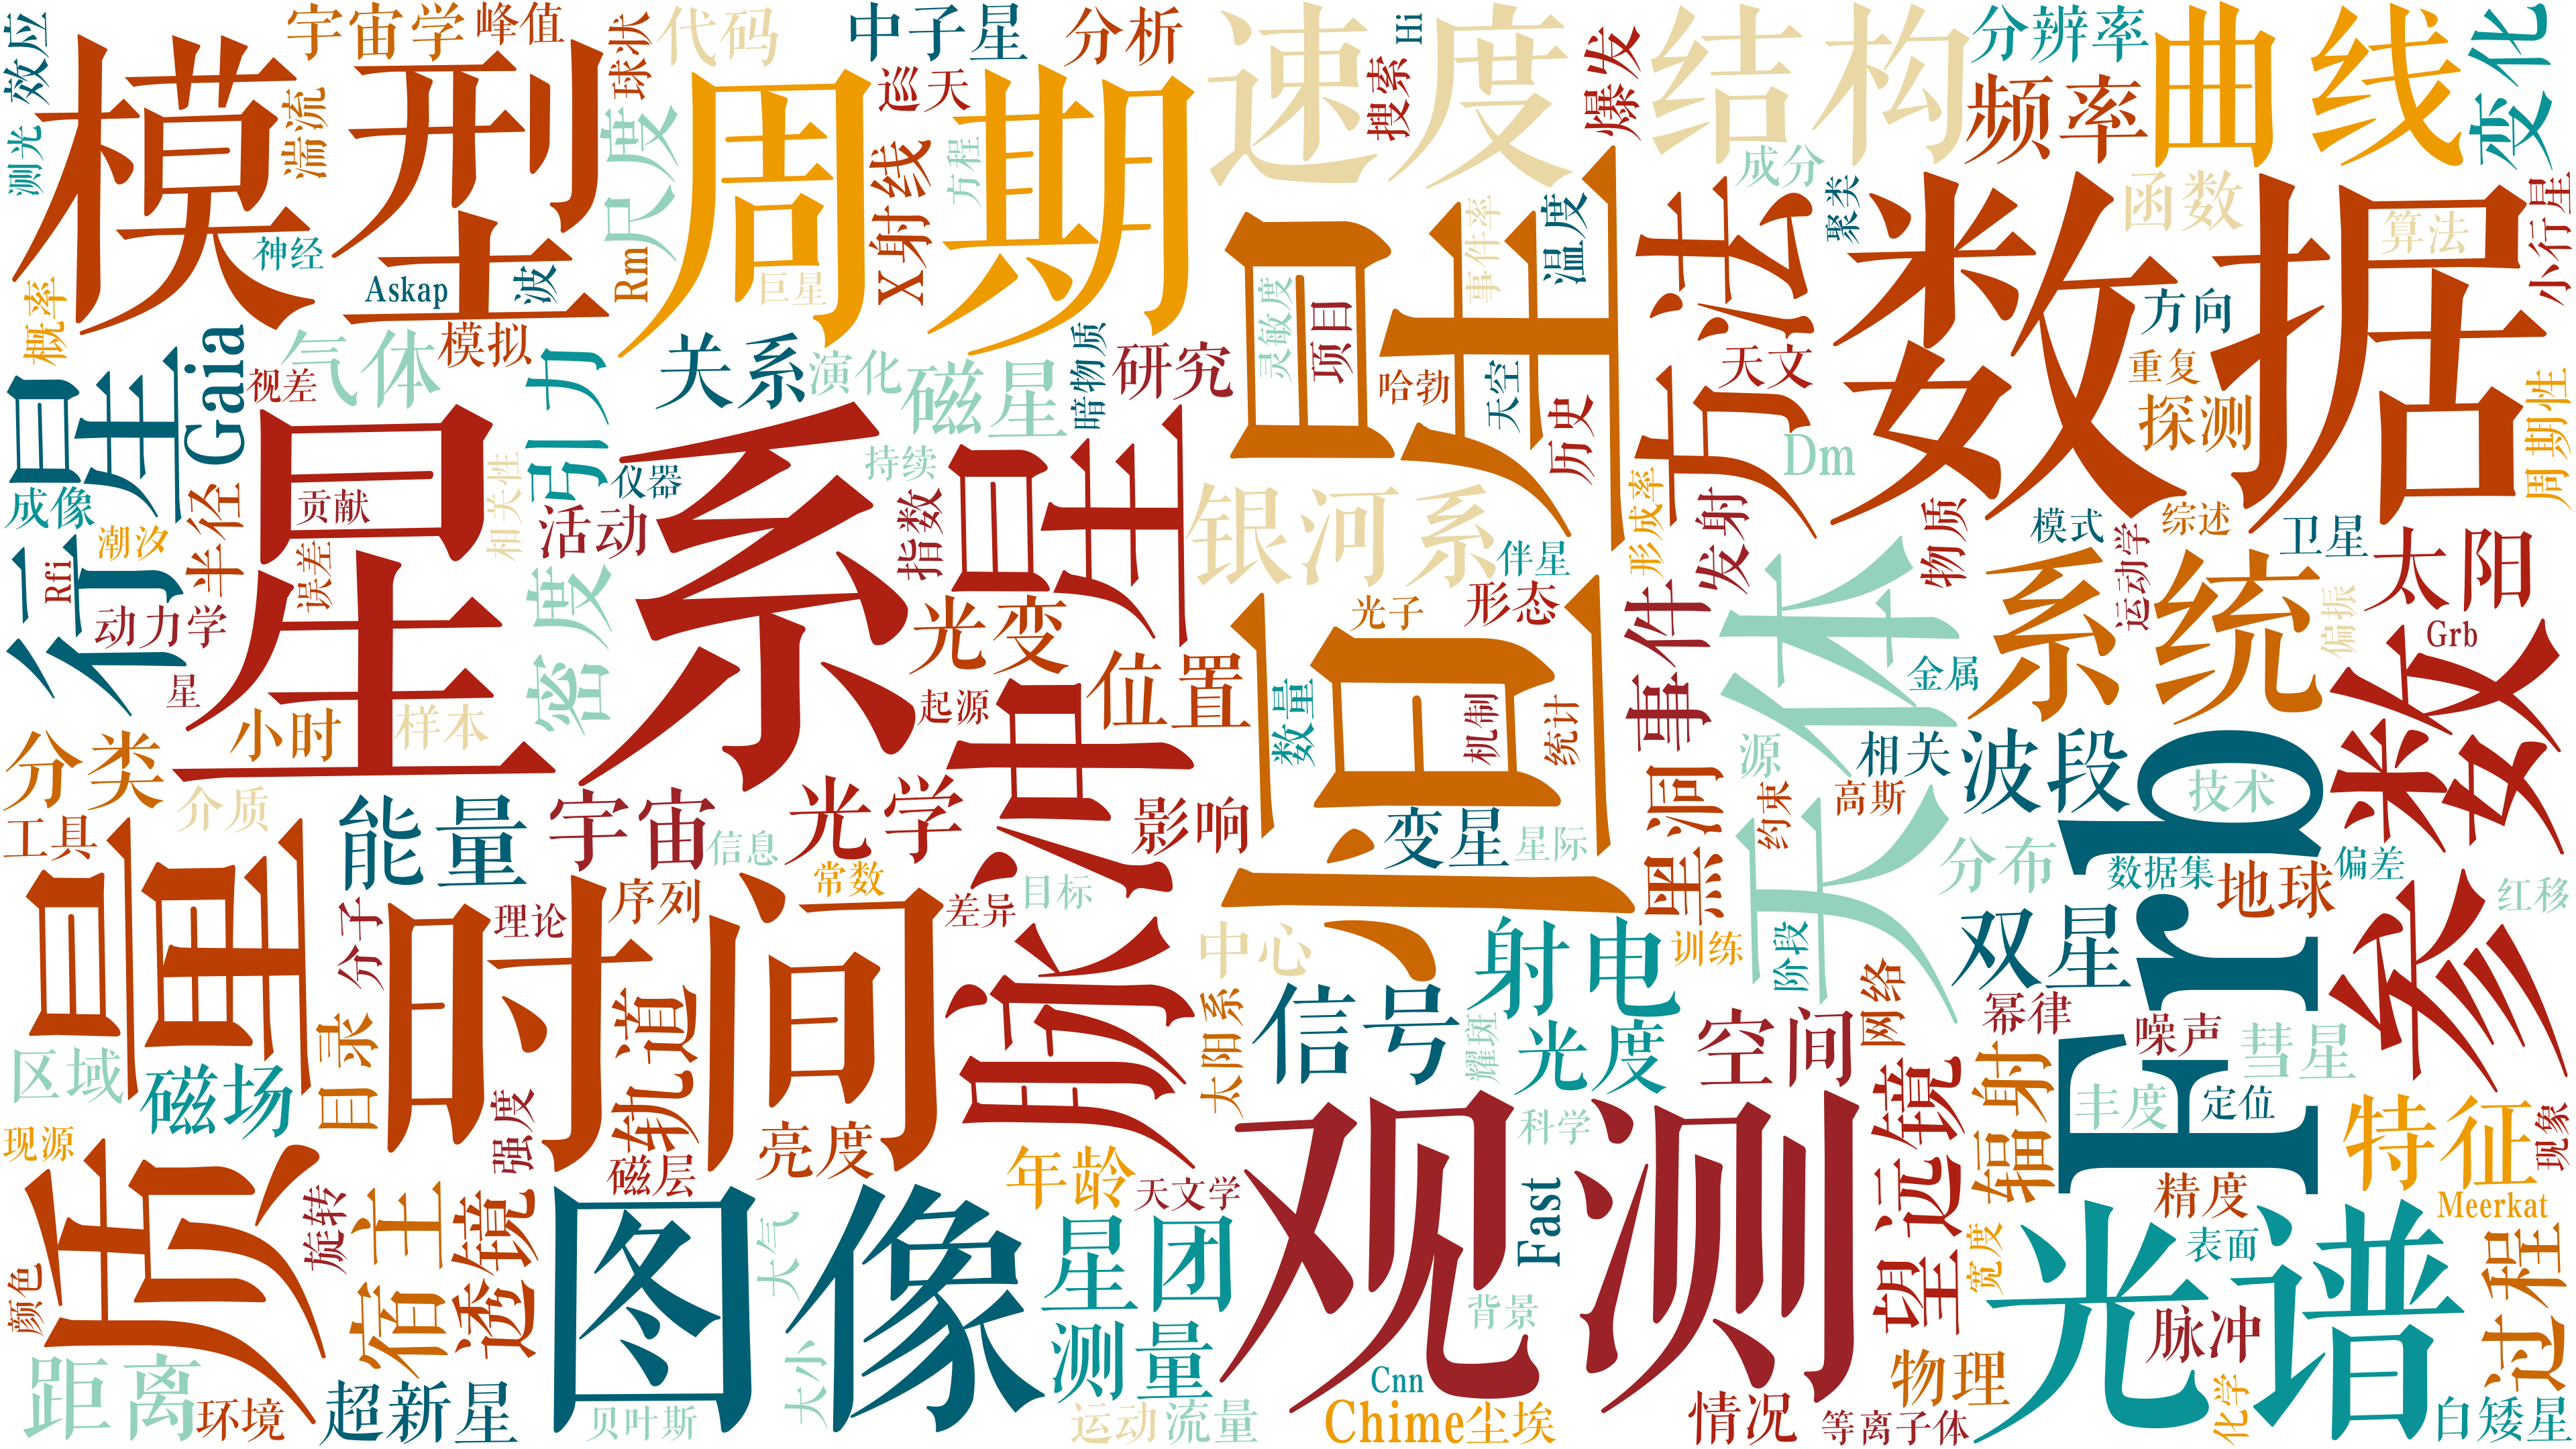 效应
宇宙学
峰值
球状
代码
中子星
分析
速度
Hi
搜索
爆发
结构
分辨率
频率
曲线
变化
模型
测光
湍流
尺度
周期
巡天
X射线
方程
巨星
Rm
神经
Askap
波
概率
模拟
恒星
灵敏度
项目
事件率
温度
方法
成分
聚类
数据
函数
算法
小行星
方向
重复
探测
周期性
行星
Gaia
视差
气体
引力
关系
演化
磁星
暗物质
研究
哈勃
天空
历史
天文
Dm
成像
潮汐
半径
星系
贡献
误差
相关性
仪器
活动
持续
指数
脉冲星
银河系
伴星
形成率
发射
物质
模式
综述
运动学
卫星
太阳
Rfi
动力学
星
密度
光变
起源
位置
光子
形态
数量
机制
统计
事件
天体
金属
系统
偏振
Grb
参数
分类
小时
样本
工具
介质
能量
宇宙
信息
光学
影响
变星
星际
黑洞
源
约束
相关
高斯
波段
分布
Frb
技术
数据集
地球
偏差
红移
质量
分子
理论
序列
常数
差异
目标
时间
中心
射电
训练
阶段
双星
网络
幂律
噪声
彗星
区域
磁场
目录
强度
轨道
磁层
亮度
太阳系
信号
耀斑
光度
空间
丰度
定位
现源
旋转
宿主
透镜
图像
大气
年龄
天文学
观测
科学
Fast
望远镜
辐射
精度
特征
现象
Meerkat
颜色
距离
环境
超新星
贝叶斯
大小
星团
测量
运动
流量
背景
Cnn
Chime
尘埃
情况
等离子体
物理
宽度
光谱
表面
脉冲
化学
过程
白矮星